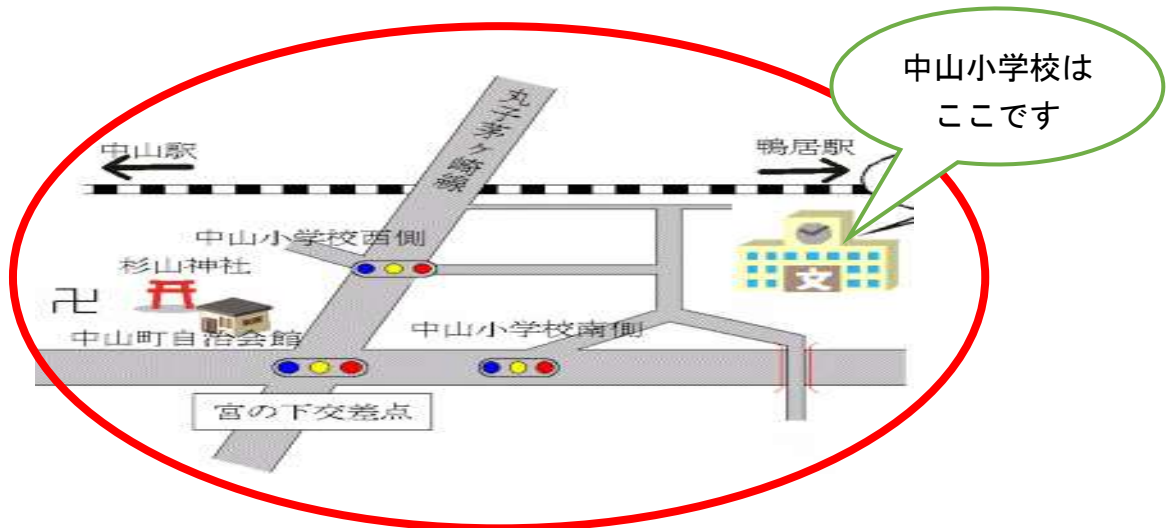 中山小学校は
ここです
丸子茅ヶ崎線
中山駅
鴨居駅
中山小学校西側
杉山神社
卍
文
中山町自治会館
中山小学校南側
宮の下交差点